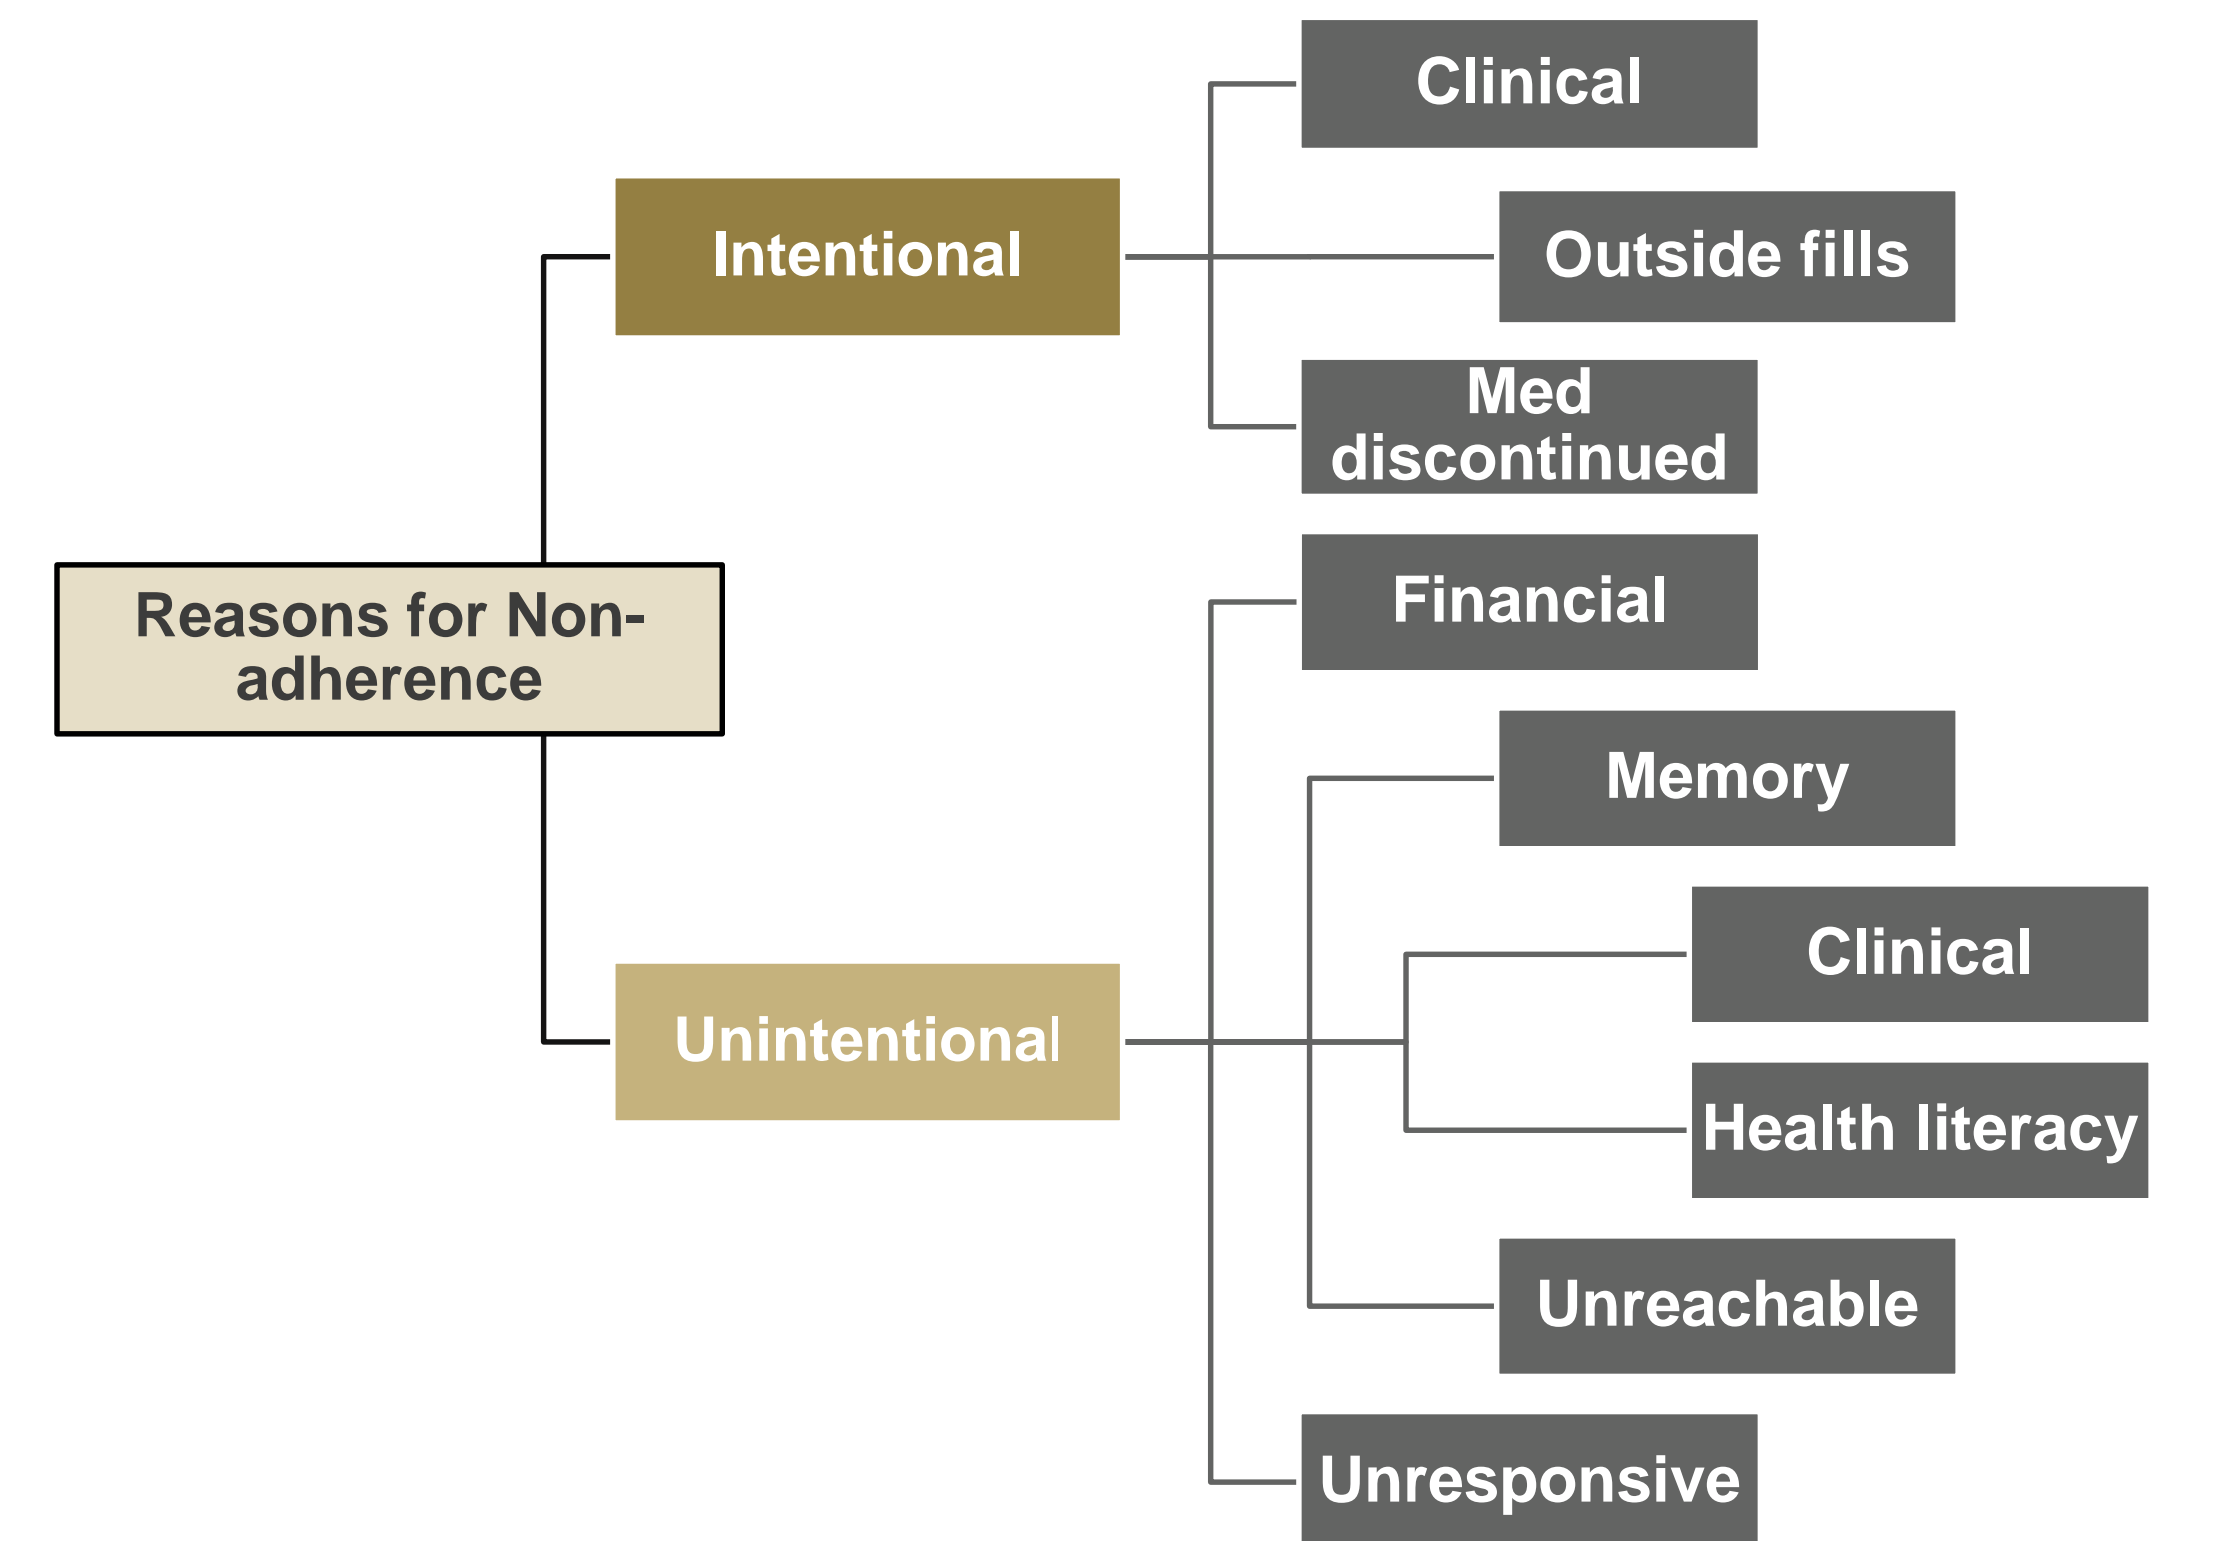 Clinical
Intentional
Outside fills
Med
discontinued
Reasons for Non-
adherence
Financial
Memory
Clinical
Unintentional
Health literacy
Unreachable
Unresponsive